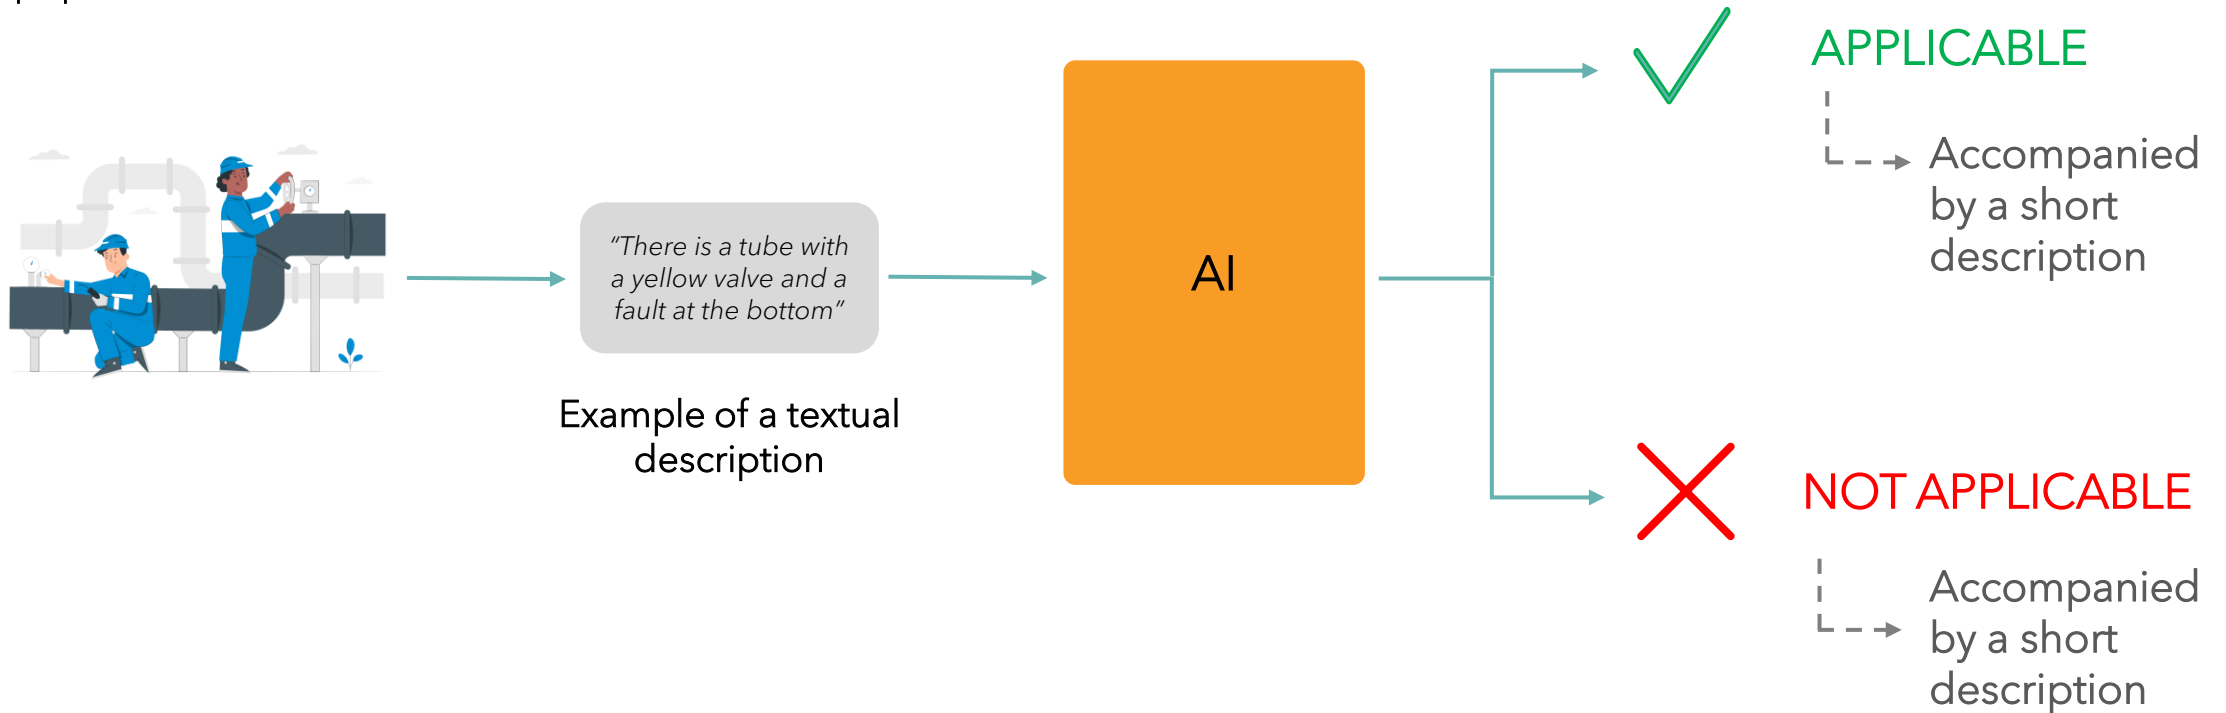 “There is a tube with
a yellow valve and a
fault at the bottom”
Example of a textual
description
AI
APPLICABLE
Accompanied
by a short
description
NOT APPLICABLE
Accompanied
by a short
description